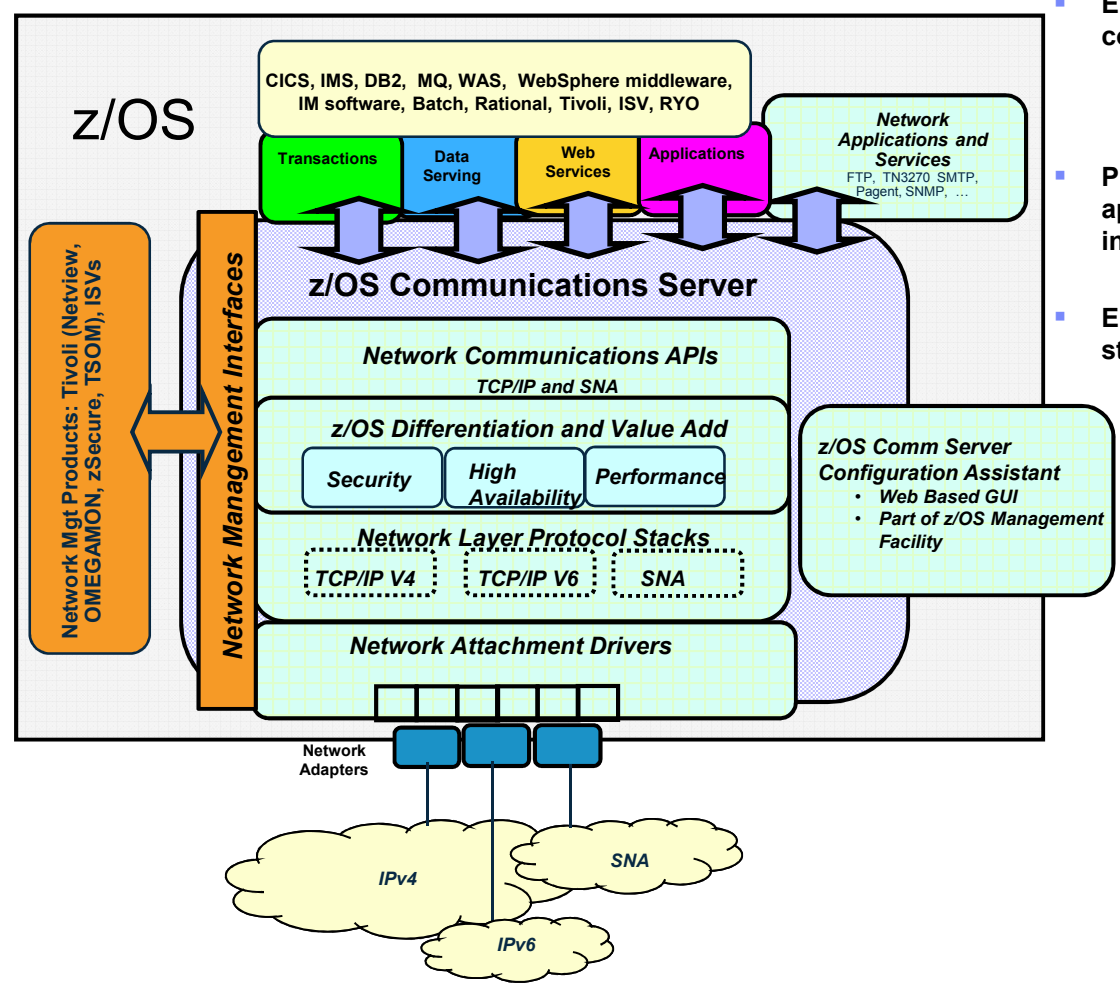 z/OS
CICS, IMS, DB2, MQ, WAS, WebSphere middleware,
IM software, Batch, Rational, Tivoli, ISV, RYO
Transactions
Data
Serving
Web
Services
Applications
Network
Applications and
Services
FTP, TN3270 SMTP,
Pagent, SNMP, …
Network Mgt Products: Tivoli (Netview,
OMEGAMON, zSecure, TSOM), ISVs
Network Management Interfaces
z/OS Communications Server
Network Communications APIs
TCP/IP and SNA
z/OS Differentiation and Value Add
Security
High
Availability
Performance
Network Layer Protocol Stacks
TCP/IP V4
TCP/IP V6
SNA
Network Attachment Drivers
z/OS Comm Server
Configuration Assistant
• Web Based GUI
• Part of z/OS Management
Facility
Network
Adapters
IPv4
SNA
IPv6